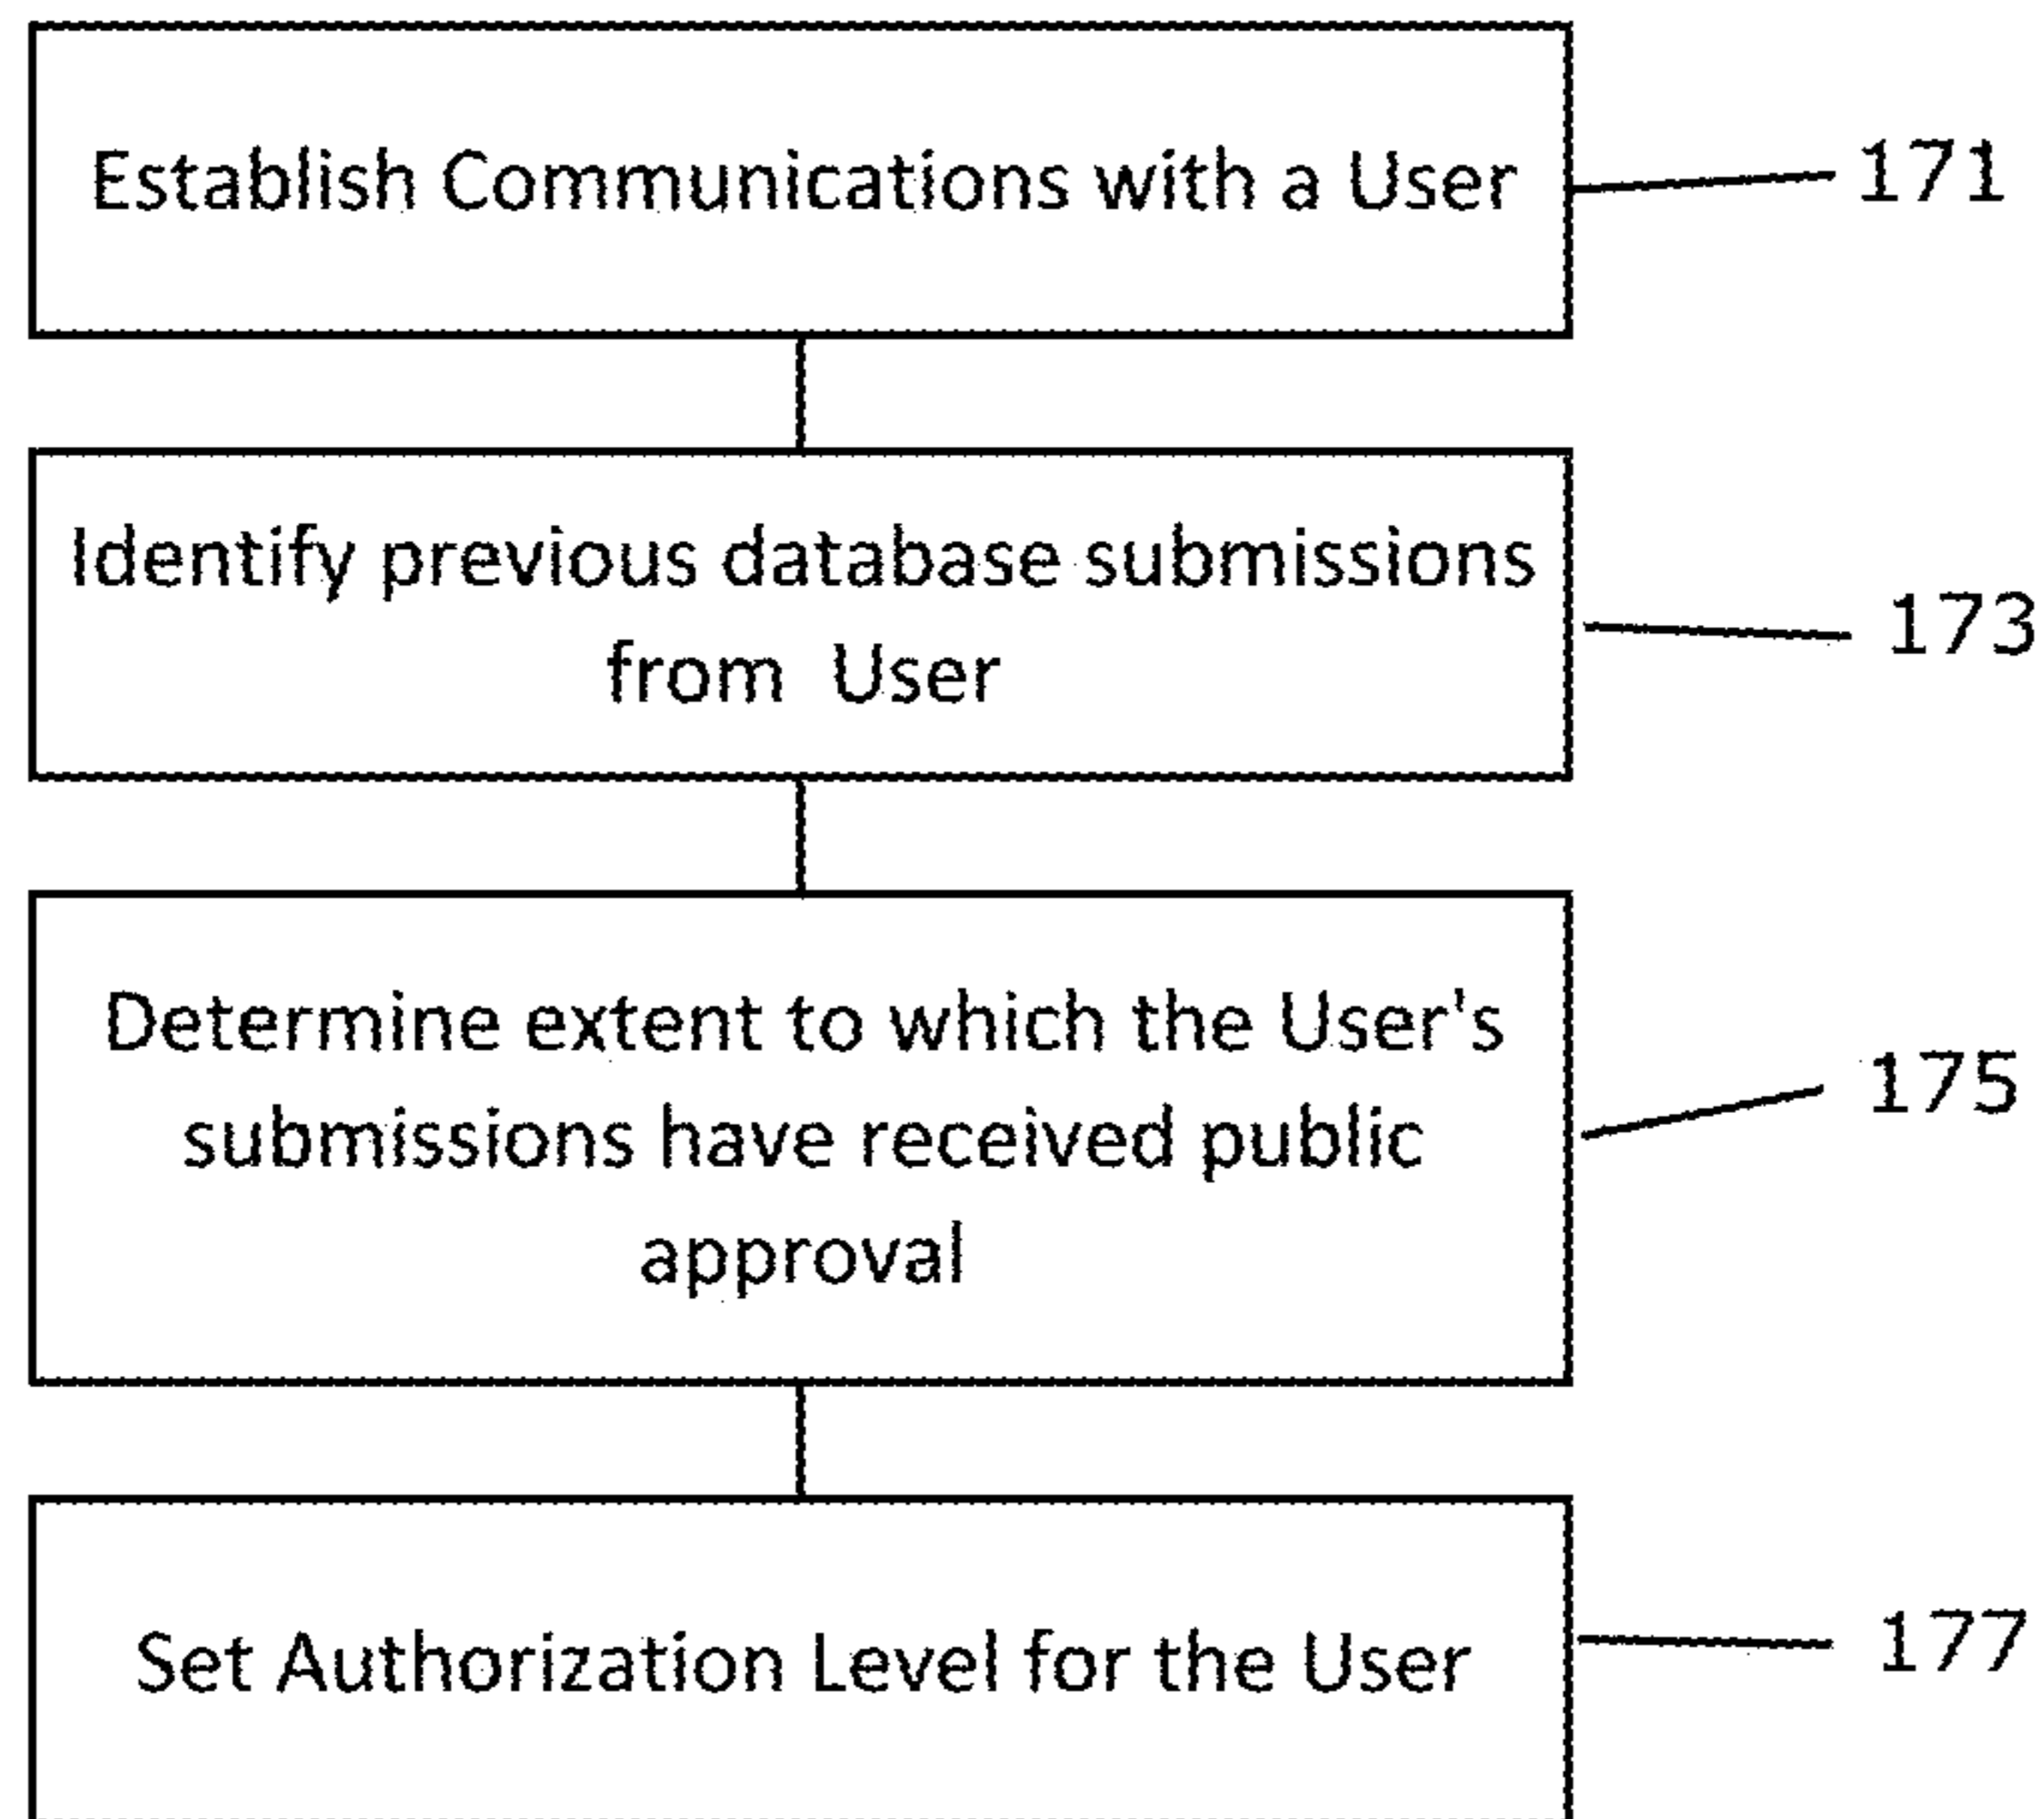 Establish Communications with a User
171
Identify previous database submissions
from User
173
Determine extent to which the User's
submissions have received public
approval
175
Set Authorization Level for the User
177